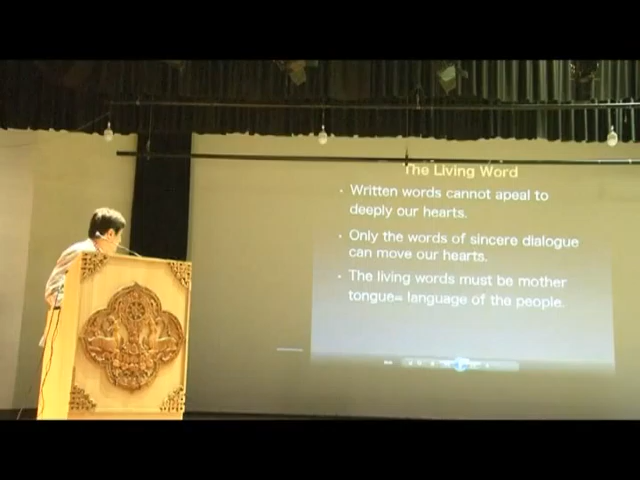 The Living Word
· Written words cannot apeal to
deeply our hearts.
· Only the words of sincere dialogue
can move our hearts.
· The living words must be mother
tongue= language of the people.